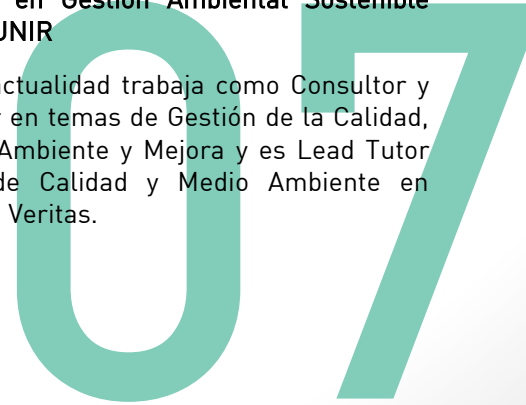 en Gestión Ambiental Sostenible
UNIR
actualidad trabaja como Consultor y
en temas de Gestión de la Calidad,
Ambiente y Mejora y es Lead Tutor
de Calidad y Medio Ambiente en
Veritas.
07